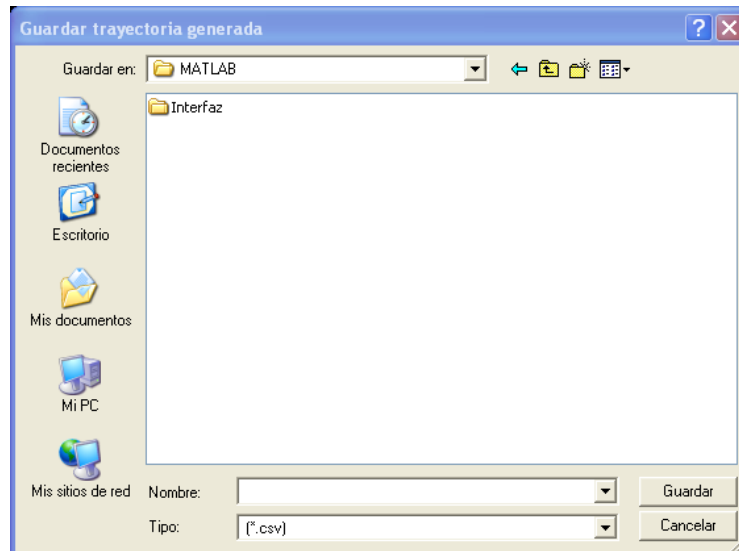 Guardar trayectoria generada
Guardar en: MATLAB
Interfaz
Documentos
recientes
Escritorio
Mis documentos
Mi PC
Mis sitios de red
Nombre:
Guardar
Tipo: (*.csv)
Cancelar